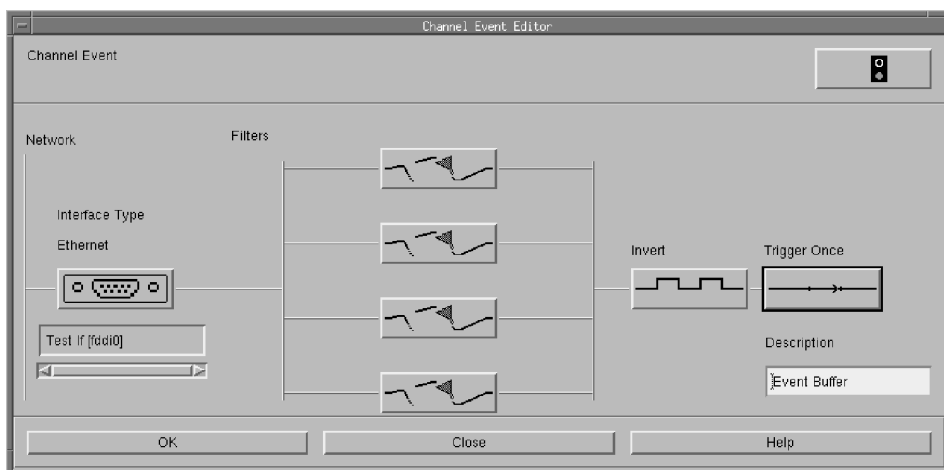 Channel Event Editor
Channel Event
Network
Filters
Interface Type
Ethernet
Invert
Trigger Once
Test If [fddi0]
Description
Event Buffer
OK
Close
Help